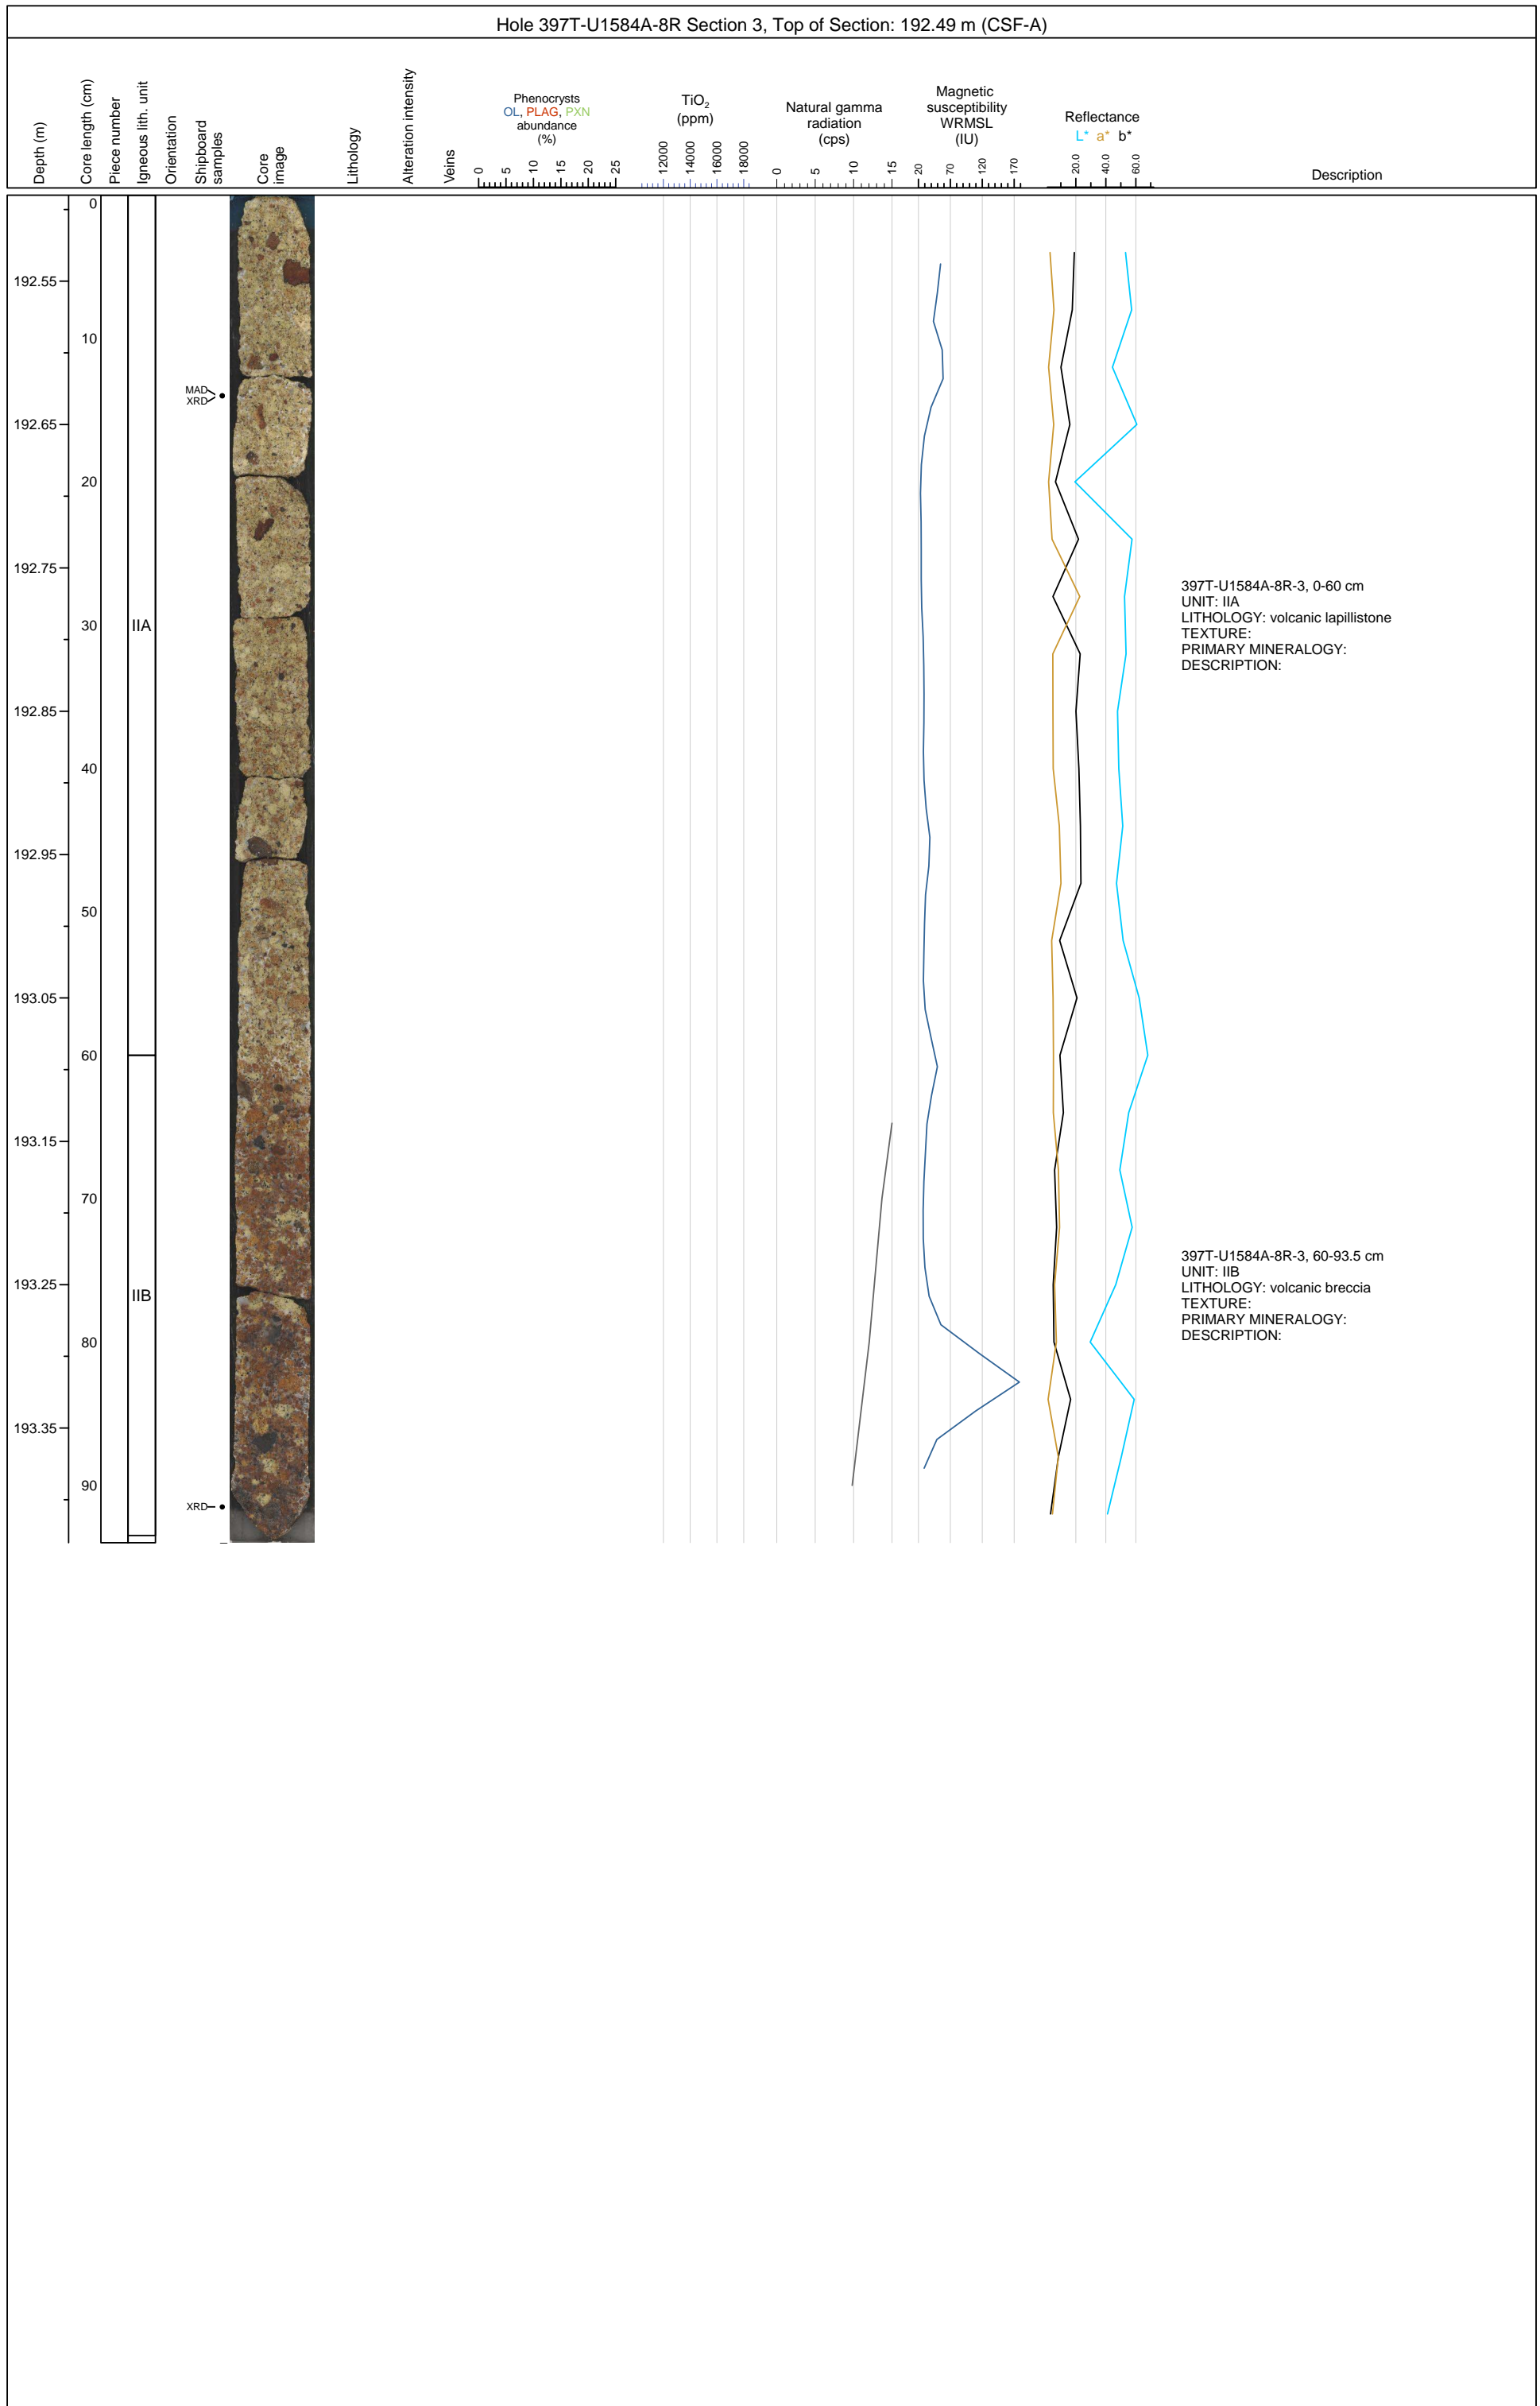 Hole 397T-U1584A-8R Section 3, Top of Section: 192.49 m (CSF-A)
Depth (m)
Core length (cm)
Piece number
Igneous lith. unit
Orientation
Shipboard
samples
Core
image
Lithology
Alteration intensity
Veins
Phenocrysts
OL, PLAG, PXN
abundance
(%)
0 5 10 15 20 25
TiO2
(ppm)
12000 14000 16000 18000
Natural gamma
radiation
(cps)
0 5 10 15
Magnetic
susceptibility
WRMSL
(IU)
20 70 120 170
Reflectance
L* a* b*
20.0 40.0 60.0
Description
0
192.55
10
MAD
XRD
192.65
20
192.75
397T-U1584A-8R-3, 0-60 cm
UNIT: IIA
LITHOLOGY: volcanic lapillistone
TEXTURE:
PRIMARY MINERALOGY:
DESCRIPTION:
30
IIA
192.85
40
192.95
50
193.05
60
193.15
70
193.25
IIB
397T-U1584A-8R-3, 60-93.5 cm
UNIT: IIB
LITHOLOGY: volcanic breccia
TEXTURE:
PRIMARY MINERALOGY:
DESCRIPTION:
80
193.35
90
XRD